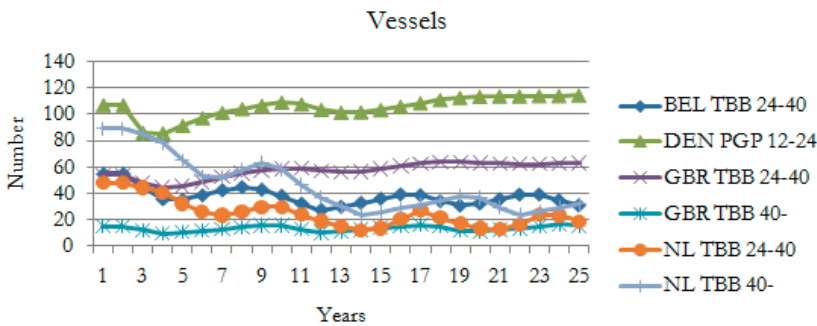 Vessels
140
120
100
80
60
40
20
0
Number
1 3 5 7 9 11 13 15 17 19 21 23 25
Years
BEL TBB 24-40
DEN PGP 12-24
GBR TBB 24-40
GBR TBB 40-
NL TBB 24-40
NL TBB 40-